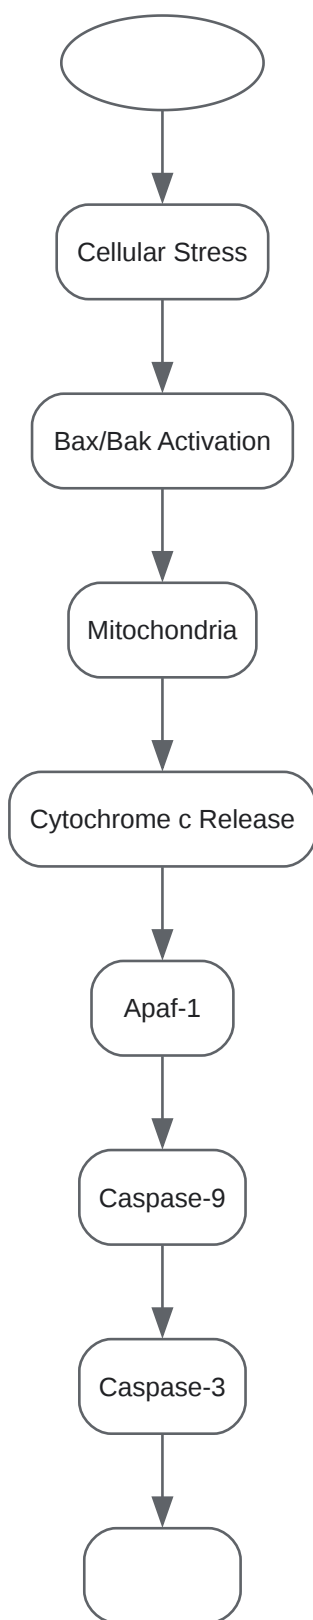 Cellular Stress
Bax/Bak Activation
Mitochondria
Cytochrome c Release
Apaf-1
Caspase-9
Caspase-3